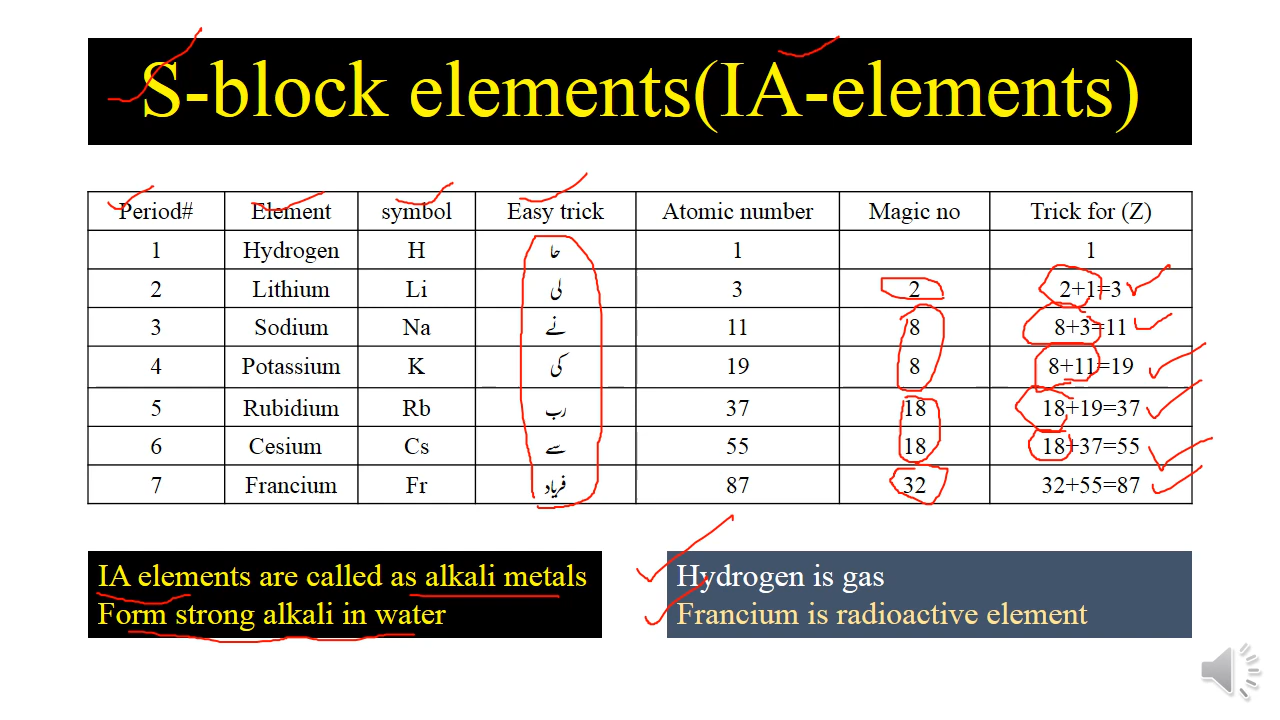 S-block elements(IA-elements)
Period# Element symbol Easy trick Atomic number Magic no Trick for (Z)
1 Hydrogen H حا 1 1
2 Lithium Li لی 3 2 2+1=3
3 Sodium Na نے 11 8 8+3=11
4 Potassium K کی 19 8 8+11=19
5 Rubidium Rb رب 37 18 18+19=37
6 Cesium Cs سے 55 18 18+37=55
7 Francium Fr فریاد 87 32 32+55=87
IA elements are called as alkali metals
Form strong alkali in water
Hydrogen is gas
Francium is radioactive element